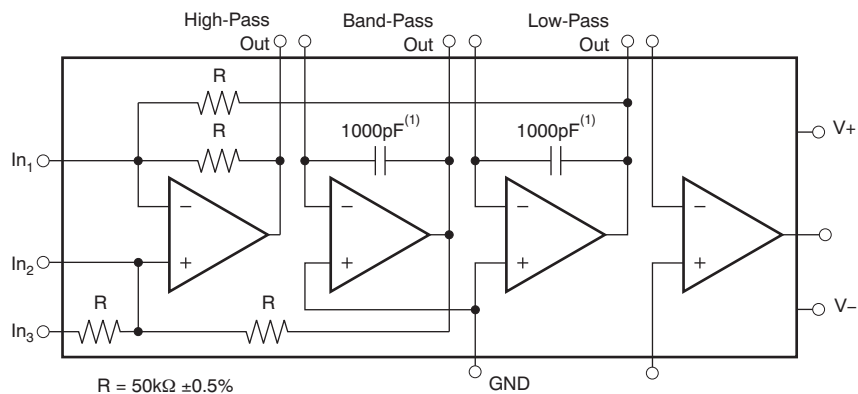 High-Pass
Out
Band-Pass
Out
Low-Pass
Out
R
R
1000pF(1)
1000pF(1)
V+
In1
In2
In3
R
R
−
+
−
+
−
+
−
+
V−
GND
R = 50kΩ ±0.5%